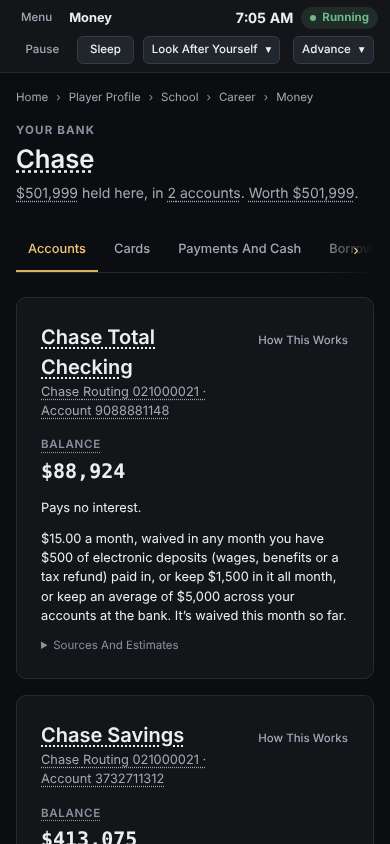 Menu Money 7:05 AM Running
Pause Sleep Look After Yourself ▾ Advance ▾
Home › Player Profile › School › Career › Money
YOUR BANK
Chase
$501,999 held here, in 2 accounts. Worth $501,999.
Accounts Cards Payments And Cash Borrow ›
Chase Total
Checking
How This Works
Chase Routing 021000021 ·
Account 9088881148
BALANCE
$88,924
Pays no interest.
$15.00 a month, waived in any month you have
$500 of electronic deposits (wages, benefits or a
tax refund) paid in, or keep $1,500 in it all month,
or keep an average of $5,000 across your
accounts at the bank. It’s waived this month so far.
▶ Sources And Estimates
Chase Savings
How This Works
Chase Routing 021000021 ·
Account 3732711312
BALANCE
$413,075